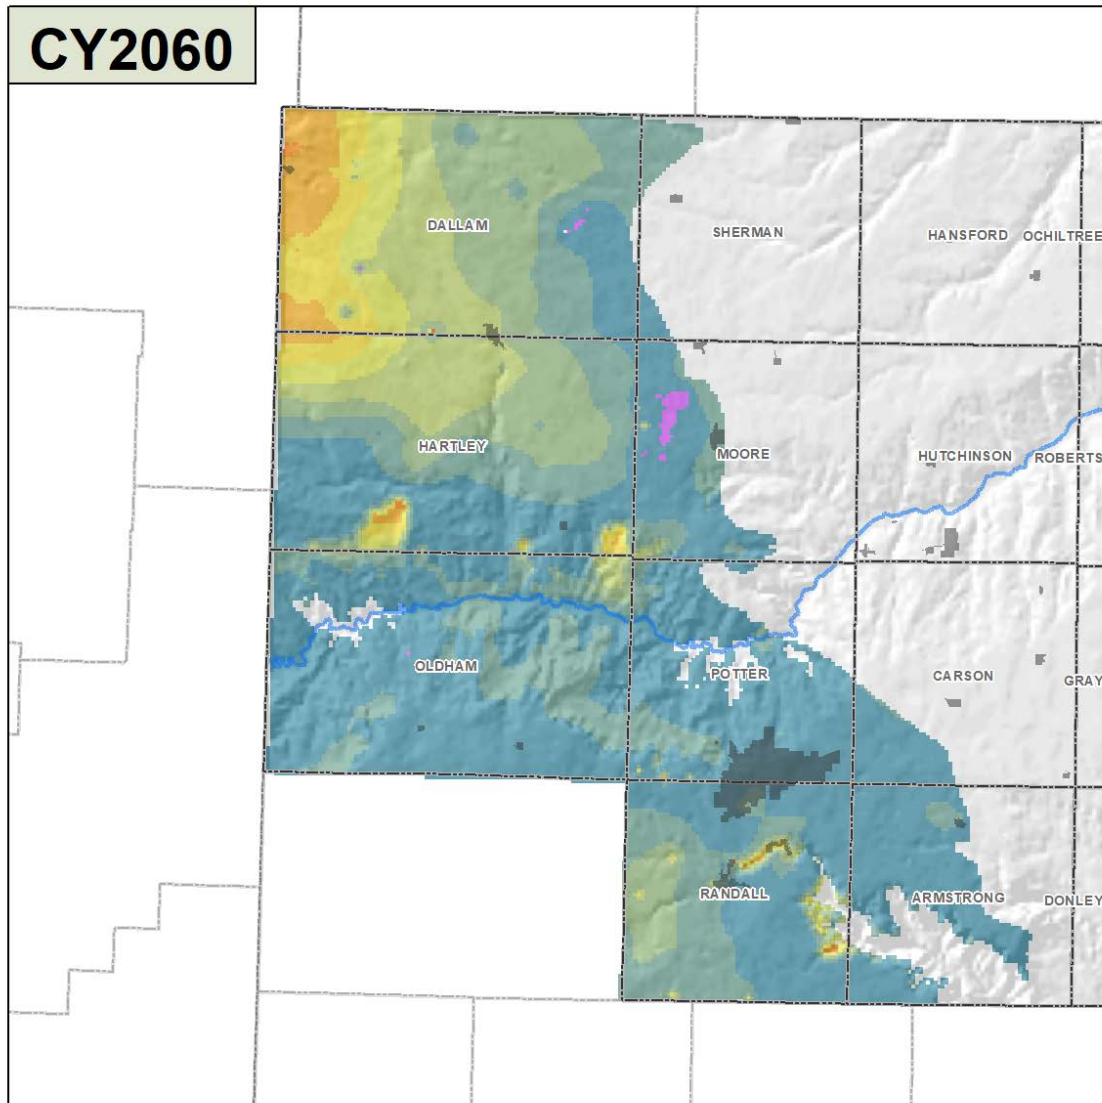 CY2060
DALLAM
SHERMAN
HANSFORD
OCHILTREE
HARTLEY
MOORE
HUTCHINSON
ROBERTS
OLDHAM
POTTER
CARSON
GRAY
RANDALL
ARMSTRONG
DONLEY